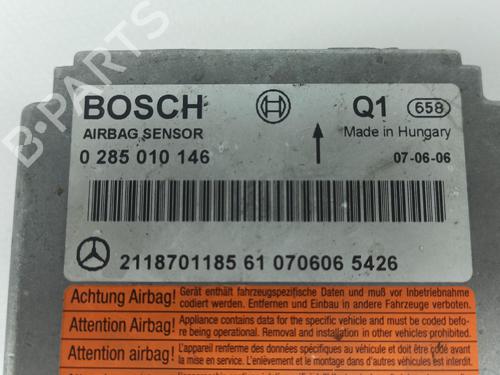 B-PARTS
BOSCH
Q1 658
AIRBAG SENSOR
Made in Hungary
0 285 010 146
07-06-06
2118701185 61 070606 5426
Achtung Airbag! Gerät enthält fahrzeugspezifische Daten und muß vor Inbetriebnahme
codiert werden. Entfernen und Einbau in andere Fahrzeuge verboten.
Attention Airbag! Appliance contains data for the specific vehicle and must be coded
before being operational. Removal and installation in other vehicles prohibited.
Attention airbag! L'appareil renferme des données spécifiques au véhicule et doit être codé avant
la mise en service. L'enlèvement et le montage dans d'autres véhicules sont